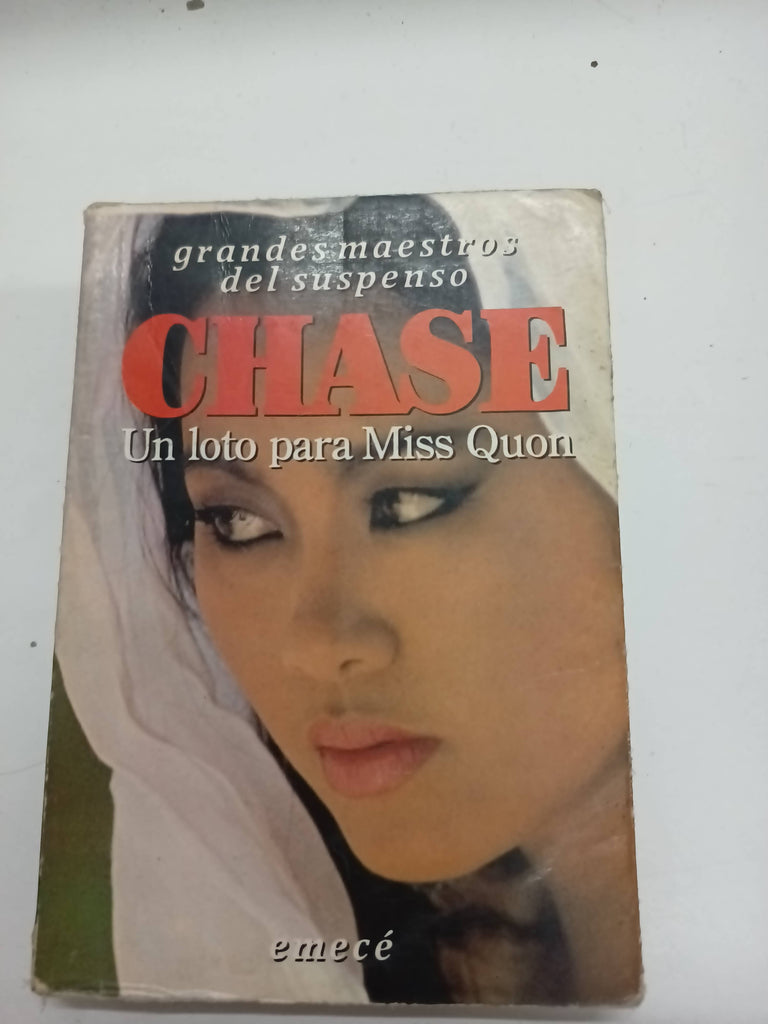 grandes maestros
del suspenso
CHASE
Un loto para Miss Quon
emecé